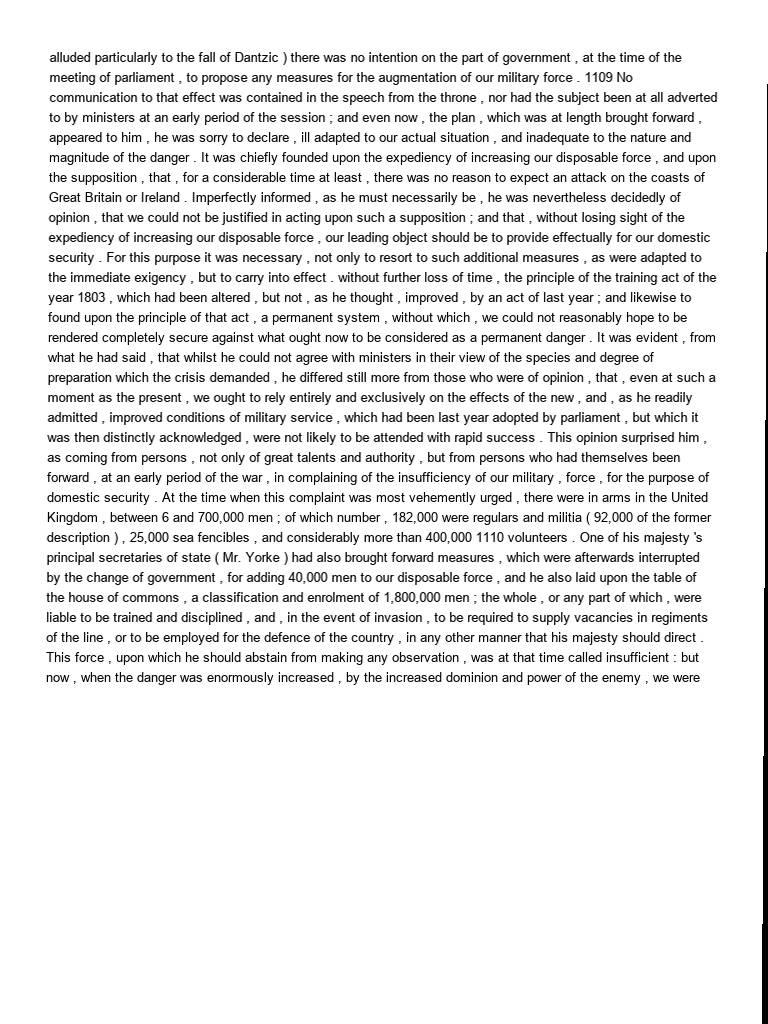 alluded particularly to the fall of Dantzic ) there was no intention on the part of government , at the time of the
meeting of parliament , to propose any measures for the augmentation of our military force . 1109 No
communication to that effect was contained in the speech from the throne , nor had the subject been at all adverted
to by ministers at an early period of the session ; and even now , the plan , which was at length brought forward ,
appeared to him , he was sorry to declare , ill adapted to our actual situation , and inadequate to the nature and
magnitude of the danger . It was chiefly founded upon the expediency of increasing our disposable force , and upon
the supposition , that , for a considerable time at least , there was no reason to expect an attack on the coasts of
Great Britain or Ireland . Imperfectly informed , as he must necessarily be , he was nevertheless decidedly of
opinion , that we could not be justified in acting upon such a supposition ; and that , without losing sight of the
expediency of increasing our disposable force , our leading object should be to provide effectually for our domestic
security . For this purpose it was necessary , not only to resort to such additional measures , as were adapted to
the immediate exigency , but to carry into effect . without further loss of time , the principle of the training act of the
year 1803 , which had been altered , but not , as he thought , improved , by an act of last year ; and likewise to
found upon the principle of that act , a permanent system , without which , we could not reasonably hope to be
rendered completely secure against what ought now to be considered as a permanent danger . It was evident , from
what he had said , that whilst he could not agree with ministers in their view of the species and degree of
preparation which the crisis demanded , he differed still more from those who were of opinion , that , even at such a
moment as the present , we ought to rely entirely and exclusively on the effects of the new , and , as he readily
admitted , improved conditions of military service , which had been last year adopted by parliament , but which it
was then distinctly acknowledged , were not likely to be attended with rapid success . This opinion surprised him ,
as coming from persons , not only of great talents and authority , but from persons who had themselves been
forward , at an early period of the war , in complaining of the insufficiency of our military , force , for the purpose of
domestic security . At the time when this complaint was most vehemently urged , there were in arms in the United
Kingdom , between 6 and 700,000 men ; of which number , 182,000 were regulars and militia ( 92,000 of the former
description ) , 25,000 sea fencibles , and considerably more than 400,000 1110 volunteers . One of his majesty 's
principal secretaries of state ( Mr. Yorke ) had also brought forward measures , which were afterwards interrupted
by the change of government , for adding 40,000 men to our disposable force , and he also laid upon the table of
the house of commons , a classification and enrolment of 1,800,000 men ; the whole , or any part of which , were
liable to be trained and disciplined , and , in the event of invasion , to be required to supply vacancies in regiments
of the line , or to be employed for the defence of the country , in any other manner that his majesty should direct .
This force , upon which he should abstain from making any observation , was at that time called insufficient : but
now , when the danger was enormously increased , by the increased dominion and power of the enemy , we were